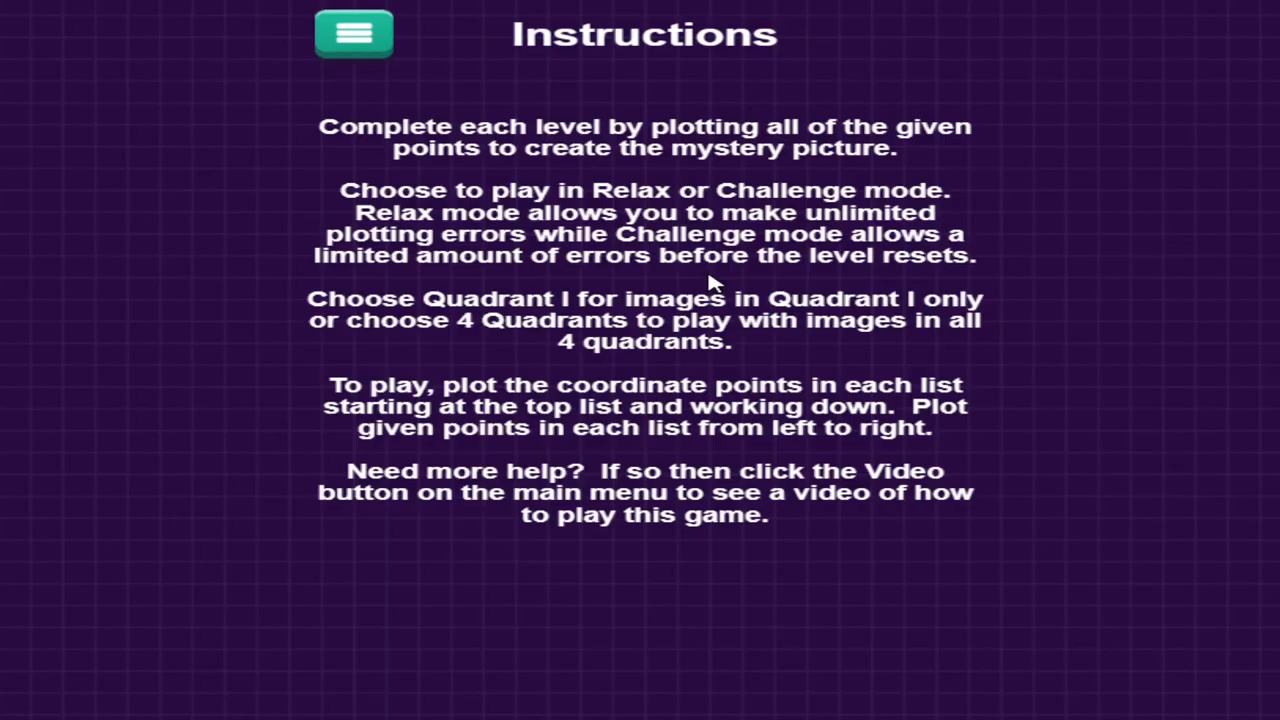 Instructions
Complete each level by plotting all of the given
points to create the mystery picture.
Choose to play in Relax or Challenge mode.
Relax mode allows you to make unlimited
plotting errors while Challenge mode allows a
limited amount of errors before the level resets.
Choose Quadrant I for images in Quadrant I only
or choose 4 Quadrants to play with images in all
4 quadrants.
To play, plot the coordinate points in each list
starting at the top list and working down.  Plot
given points in each list from left to right.
Need more help?  If so then click the Video
button on the main menu to see a video of how
to play this game.